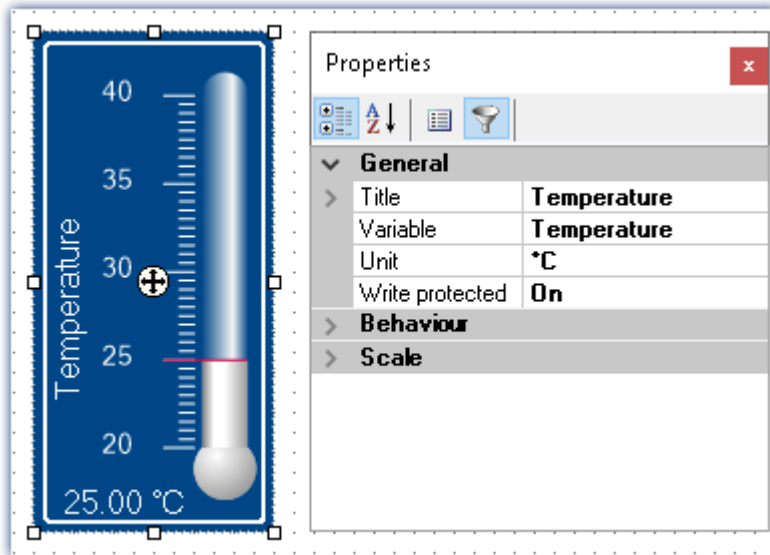 40
35
30
25
20
Temperature
25.00 °C
Properties
A
Z
General
Title Temperature
Variable Temperature
Unit °C
Write protected On
Behaviour
Scale